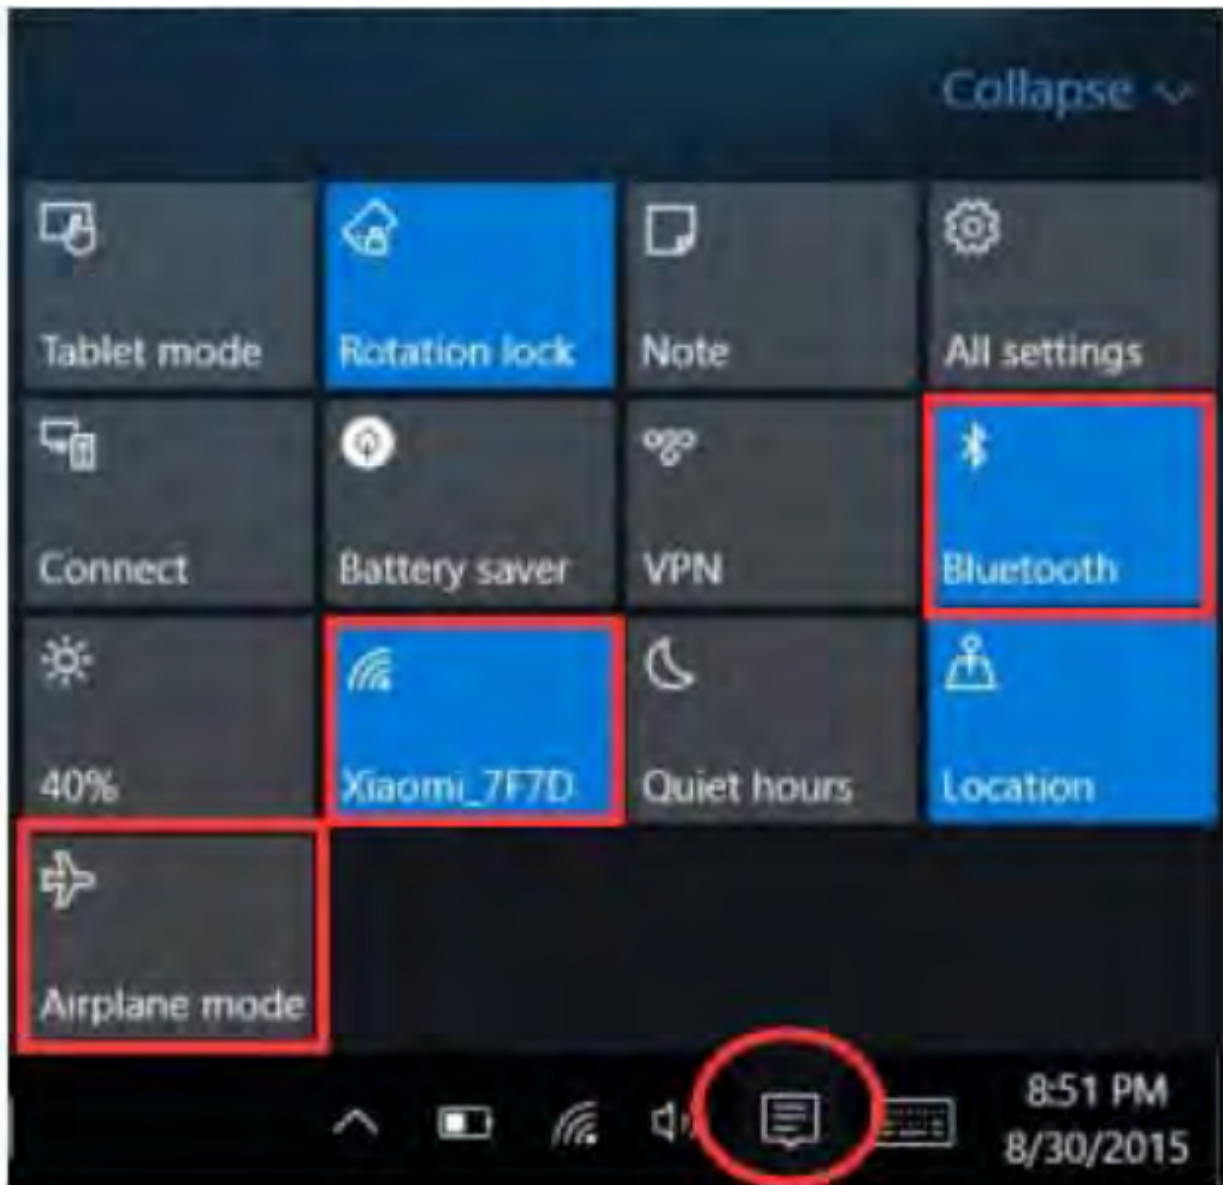 Collapse
Tablet mode
Rotation lock
Note
All settings
Connect
Battery saver
VPN
Bluetooth
40%
Xiaomi_7F7D
Quiet hours
Location
Airplane mode
8:51 PM
8/30/2015